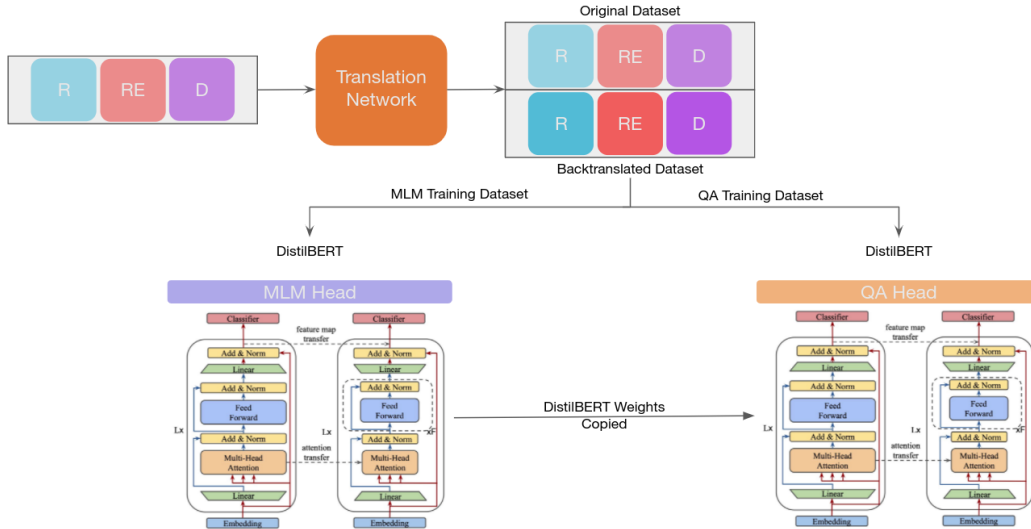 Original Dataset
R RE D
Translation
Network
R RE D
R RE D
Backtranslated Dataset
MLM Training Dataset
QA Training Dataset
DistilBERT
DistilBERT
MLM Head
QA Head
Classifier
Classifier
feature map
transfer
Add & Norm
Add & Norm
Linear
Linear
Add & Norm
Add & Norm
Feed
Forward
Feed
Forward
Lx
Lx
xF
Add & Norm
Add & Norm
attention
transfer
Multi-Head
Attention
Multi-Head
Attention
Linear
Linear
Embedding
Embedding
DistilBERT Weights
Copied
Classifier
Classifier
feature map
transfer
Add & Norm
Add & Norm
Linear
Linear
Add & Norm
Add & Norm
Feed
Forward
Feed
Forward
Lx
Lx
xF
Add & Norm
Add & Norm
attention
transfer
Multi-Head
Attention
Multi-Head
Attention
Linear
Linear
Embedding
Embedding